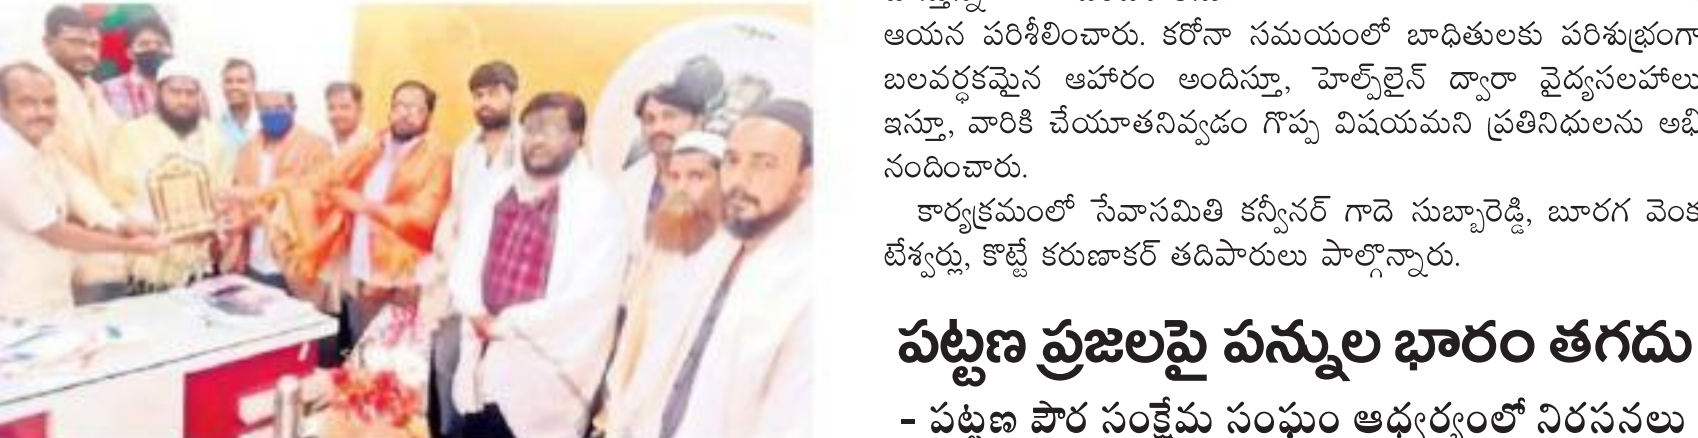 ఆయన పరిశీలించారు. కరోనా సమయంలో బాధితులకు పరిశుభ్రంగా
బలవర్ధకమైన ఆహారం అందిస్తూ, హెల్ప్‌లైన్ ద్వారా వైద్యసలహాలు
ఇస్తూ, వారికి చేయూతనివ్వడం గొప్ప విషయమని ప్రతినిధులను అభి
నందించారు.
కార్యక్రమంలో సేవాసమితి కన్వీనర్ గాదె సుబ్బారెడ్డి, బూరగ వెంక
టేశ్వర్లు, కొట్టే కరుణాకర్ తదిపారులు పాల్గొన్నారు.
పట్టణ ప్రజలపై పన్నుల భారం తగదు
- పట్టణ పౌర సంక్షేమ సంఘం ఆధ్వర్యంలో నిరసనలు